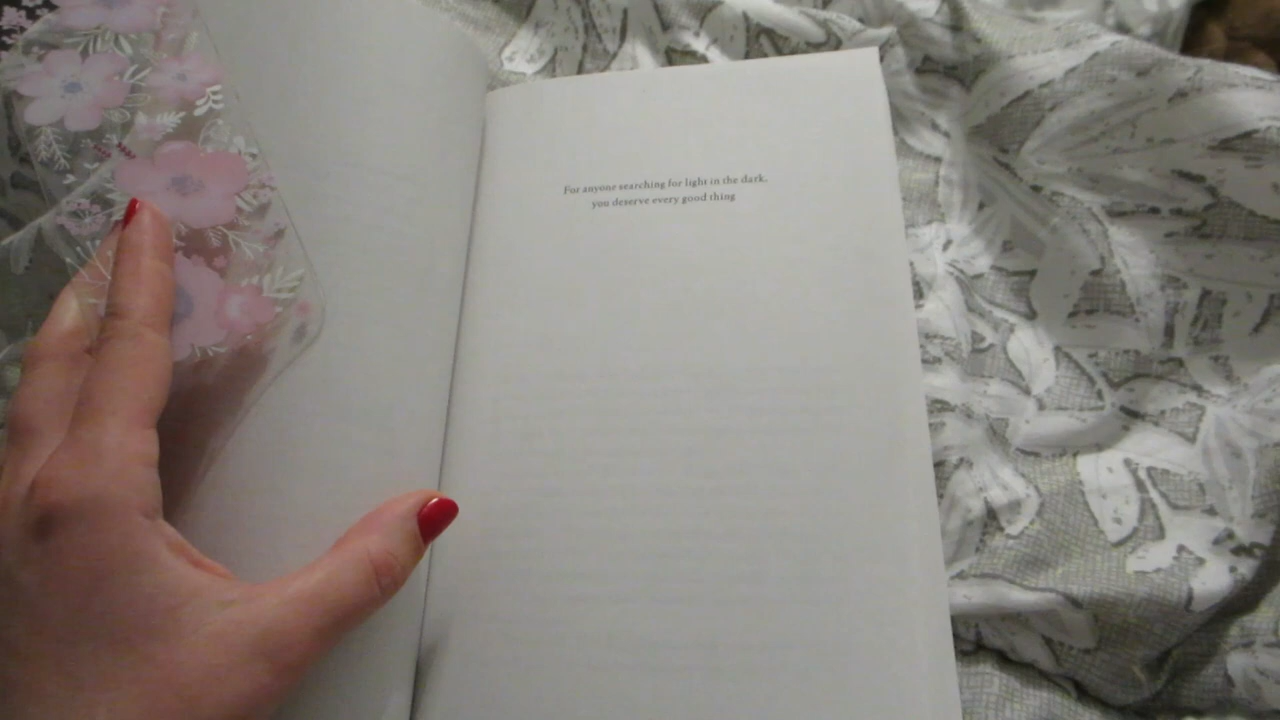 For anyone searching for light in the dark,
you deserve every good thing